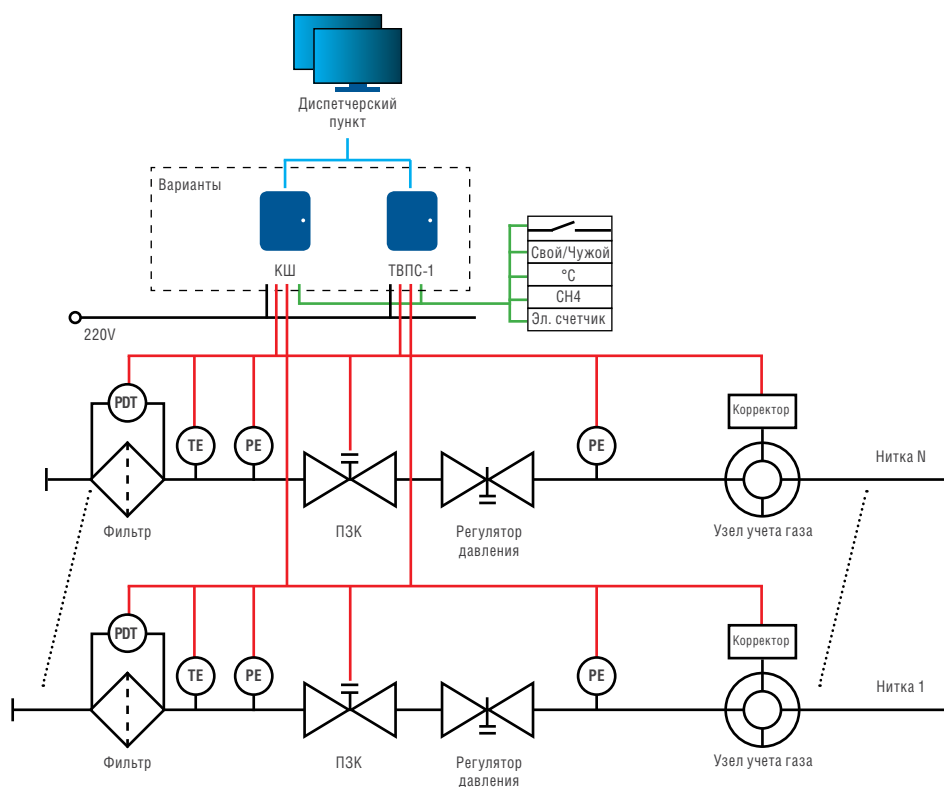 Диспетчерский
пункт
Варианты
КШ
ТВПС-1
Свой/Чужой
°C
CH4
Эл. счетчик
220V
PDT
TE
PE
PE
Корректор
Нитка N
Фильтр
ПЗК
Регулятор
давления
Узел учета газа
PDT
TE
PE
PE
Корректор
Нитка 1
Фильтр
ПЗК
Регулятор
давления
Узел учета газа